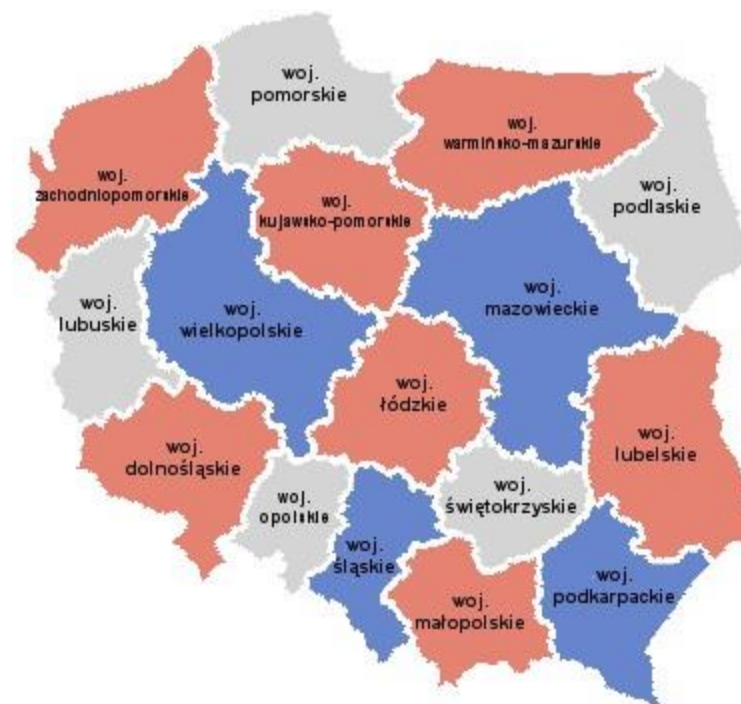 woj.
pomorskie
woj.
warmińsko-mazurskie
woj.
zachodniopomorskie
woj.
kujawsko-pomorskie
woj.
podlaskie
woj.
lubuskie
woj.
wielkopolskie
woj.
mazowieckie
woj.
łódzkie
woj.
dolnośląskie
woj.
lubelskie
woj.
opolskie
woj.
świętokrzyskie
woj.
śląskie
woj.
małopolskie
woj.
podkarpackie